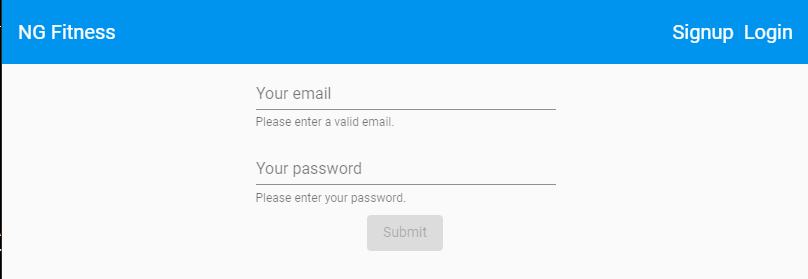 NG Fitness Signup Login
Your email
Please enter a valid email.
Your password
Please enter your password.
Submit